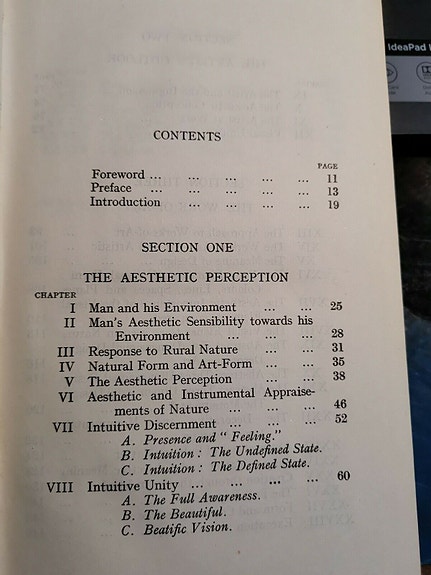 IdeaPad
CONTENTS
PAGE
Foreword ... ... ... ... 11
Preface ... ... ... ... 13
Introduction ... ... ... 19
SECTION ONE
THE AESTHETIC PERCEPTION
CHAPTER
I Man and his Environment ... ... 25
II Man's Aesthetic Sensibility towards his
Environment ... ... ... 28
III Response to Rural Nature ... ... 31
IV Natural Form and Art-Form ... ... 35
V The Aesthetic Perception ... ... 38
VI Aesthetic and Instrumental Appraise-
ments of Nature ... ... ... 46
VII Intuitive Discernment ... ... ... 52
A. Presence and "Feeling."
B. Intuition: The Undefined State.
C. Intuition: The Defined State.
VIII Intuitive Unity ... ... ... ... 60
A. The Full Awareness.
B. The Beautiful.
C. Beatific Vision.